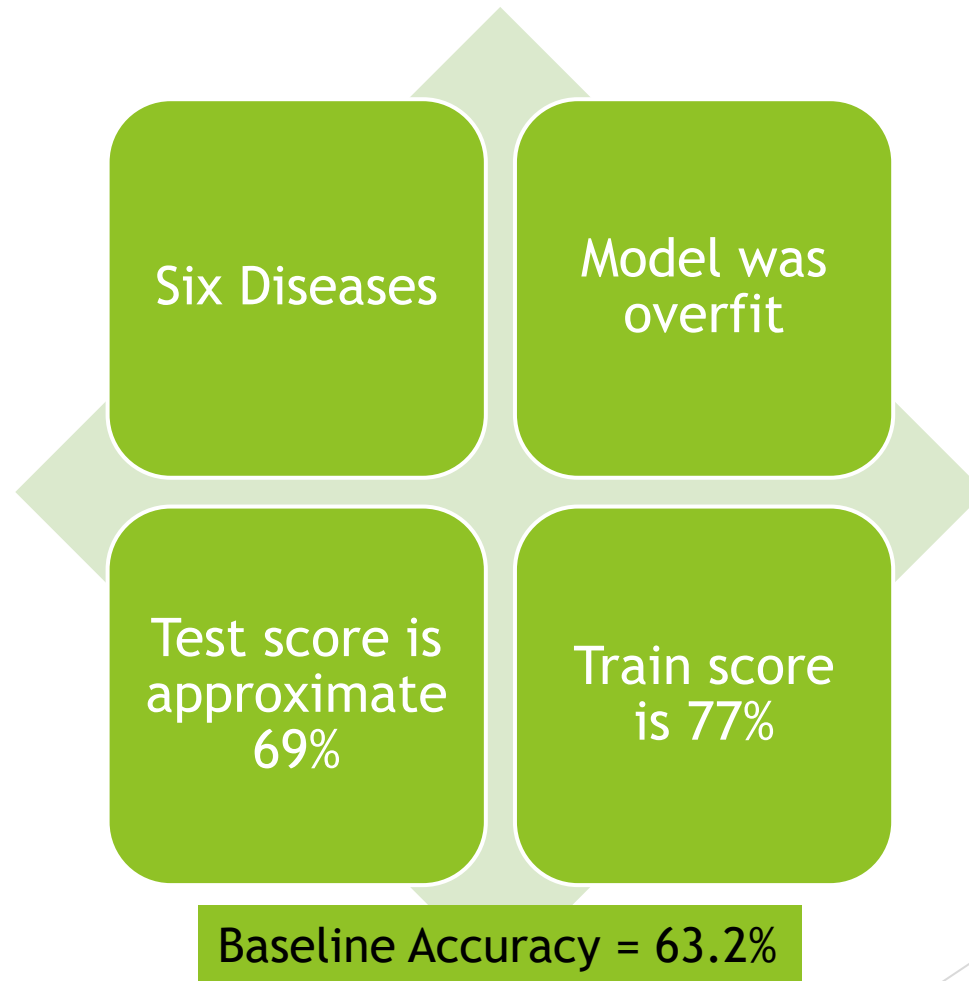 Six Diseases
Model was
overfit
Test score is
approximate
69%
Train score
is 77%
Baseline Accuracy = 63.2%